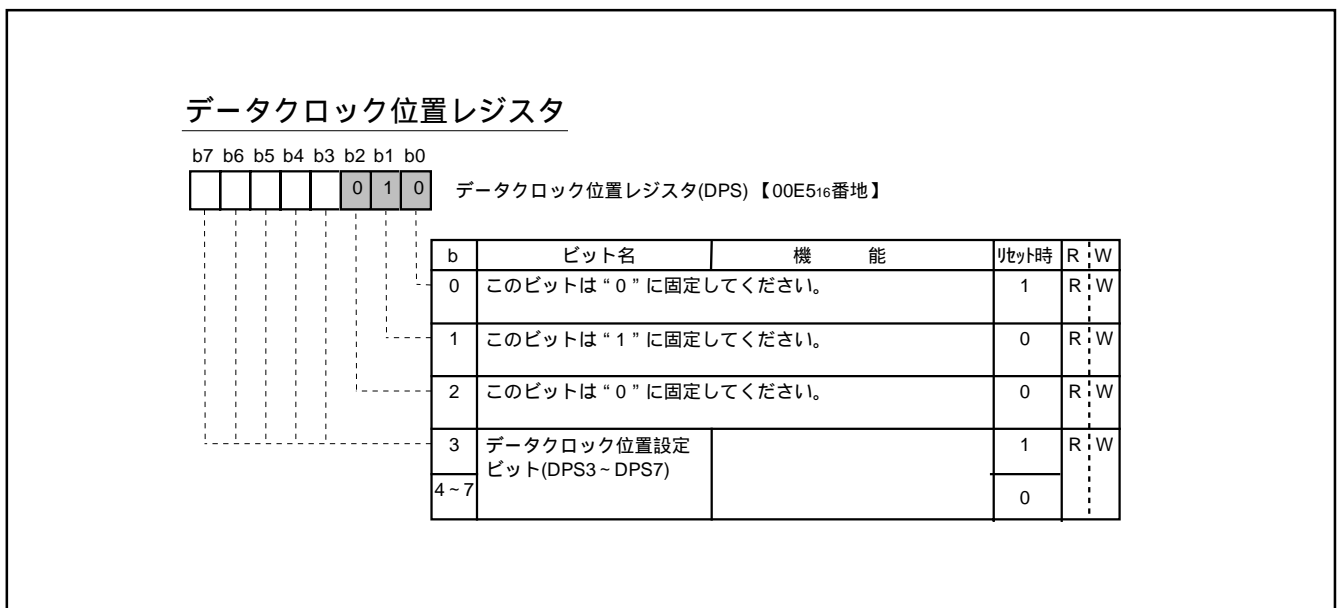 データクロック位置レジスタ
b7 b6 b5 b4 b3 b2 b1 b0
0 1 0
データクロック位置レジスタ(DPS)【00E516番地】
b ビット名 機 能 リセット時 R W
0 このビットは“0”に固定してください。 1 R W
1 このビットは“1”に固定してください。 0 R W
2 このビットは“0”に固定してください。 0 R W
3 データクロック位置設定 1 R W
ビット(DPS3~DPS7)
4~7 0